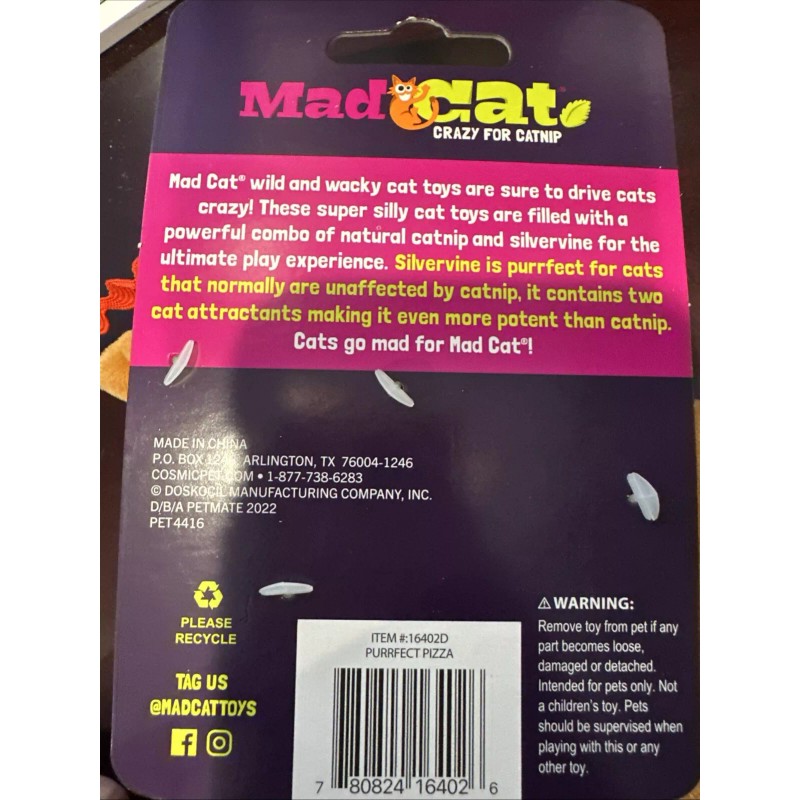 Mad Cat®
CRAZY FOR CATNIP
Mad Cat® wild and wacky cat toys are sure to drive cats
crazy! These super silly cat toys are filled with a
powerful combo of natural catnip and silvervine for the
ultimate play experience. Silvervine is purrfect for cats
that normally are unaffected by catnip, it contains two
cat attractants making it even more potent than catnip.
Cats go mad for Mad Cat®!
MADE IN CHINA
P.O. BOX ARLINGTON, TX 76004-1246
COSMICPET.COM • 1-877-738-6283
© DOSKOCIL MANUFACTURING COMPANY, INC.
D/B/A PETMATE 2022
PET4416
PLEASE
RECYCLE
TAG US
@MADCATTOYS
ITEM #:16402D
PURRFECT PIZZA
7 80824 16402 6
⚠WARNING:
Remove toy from pet if any
part becomes loose,
damaged or detached.
Intended for pets only. Not
a children's toy. Pets
should be supervised when
playing with this or any
other toy.